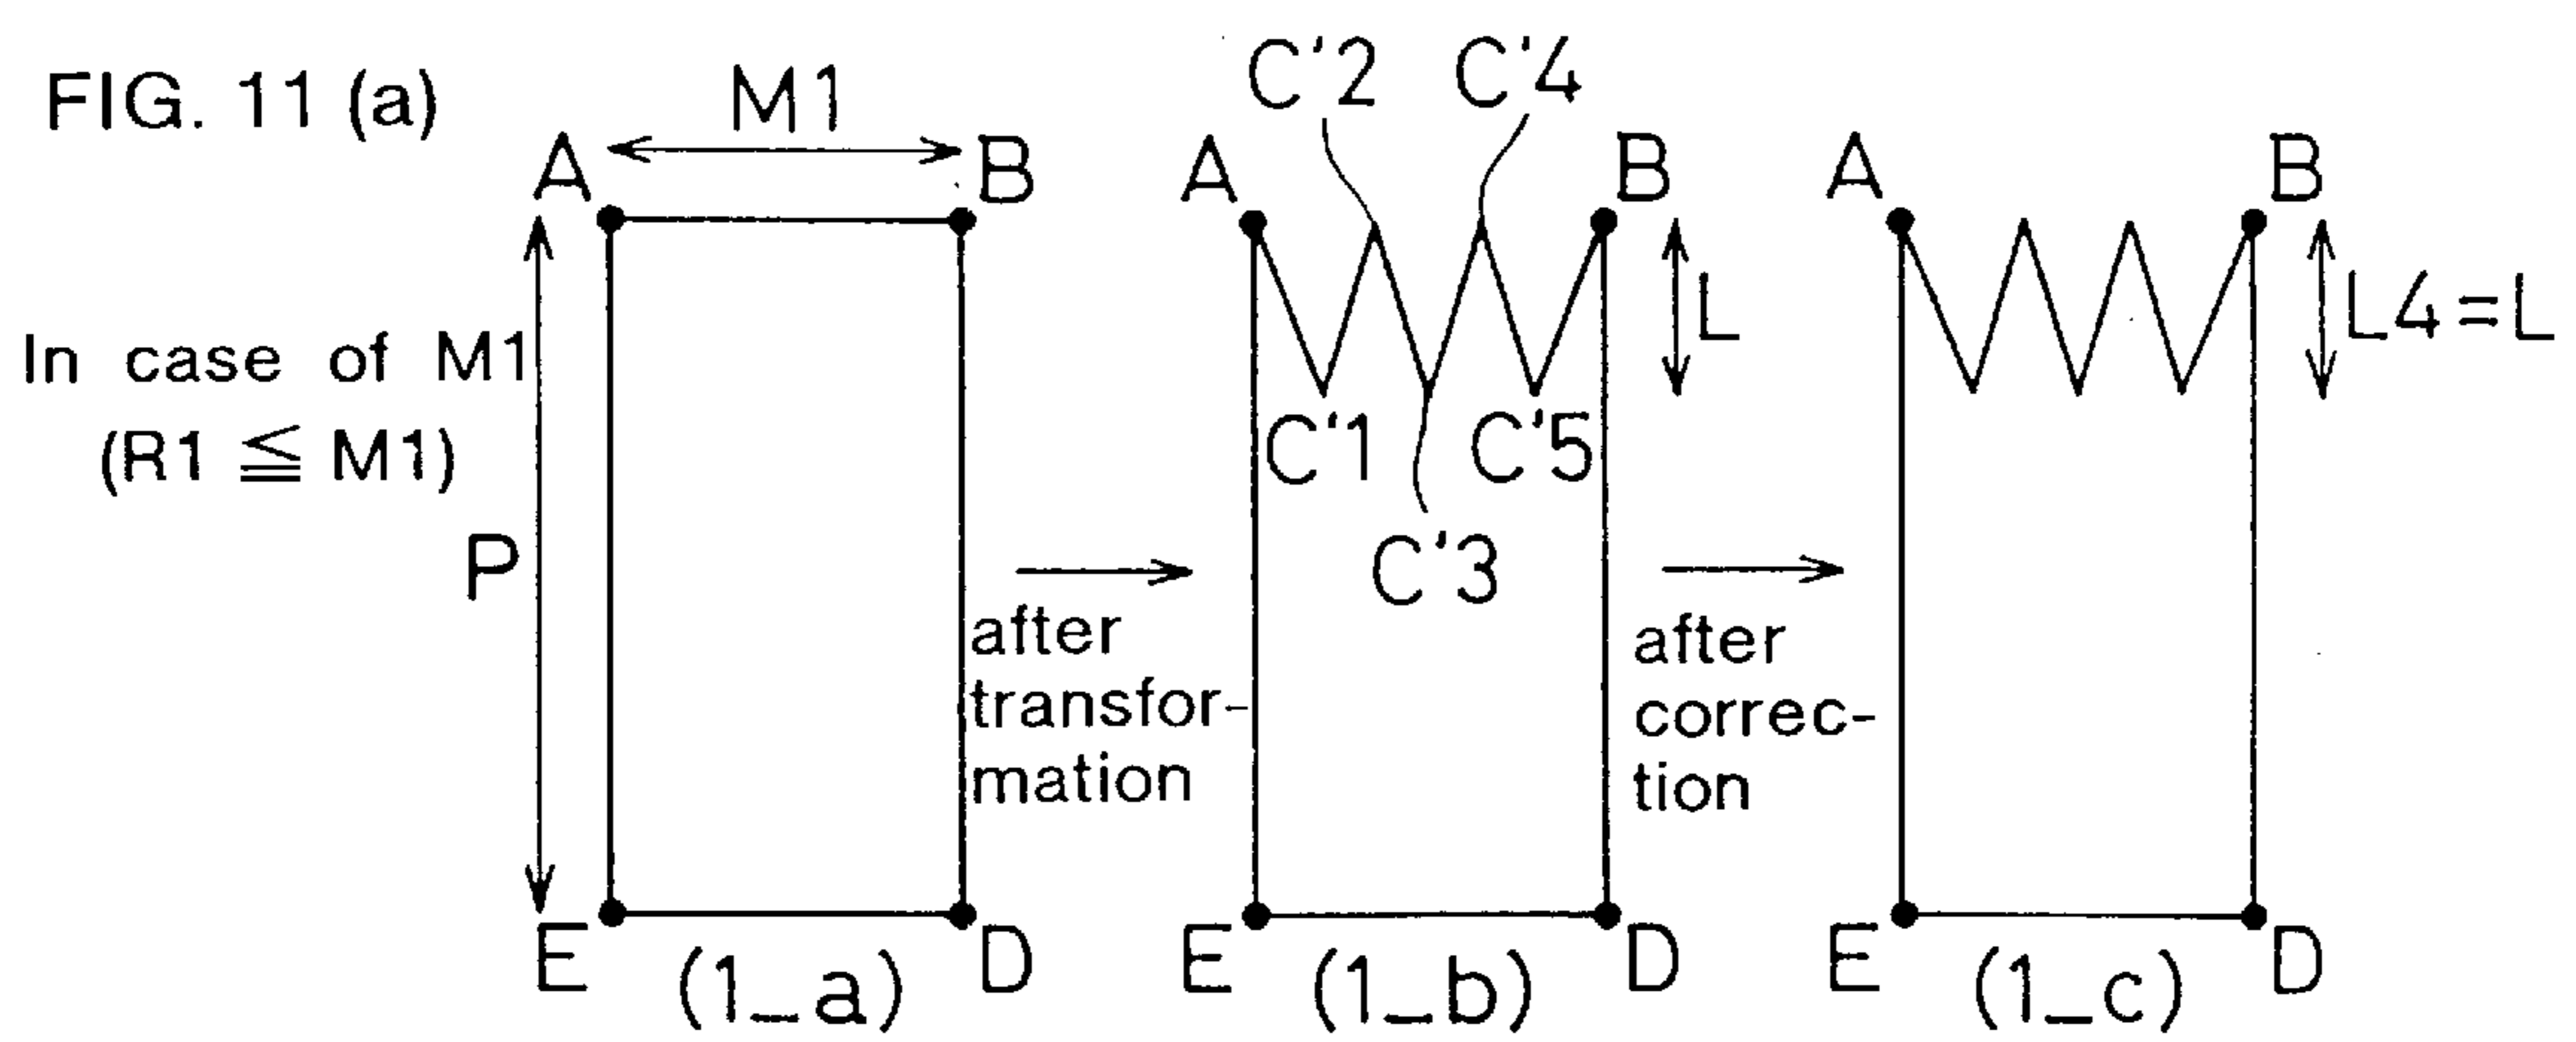 FIG. 11 (a)
M1
A
B
In case of M1
(R1 ≦ M1)
P
E
D
(1_a)
after
transfor-
mation
C'2
C'4
A
B
L
C'1
C'5
C'3
E
D
(1_b)
after
correc-
tion
A
B
L4=L
E
D
(1_c)